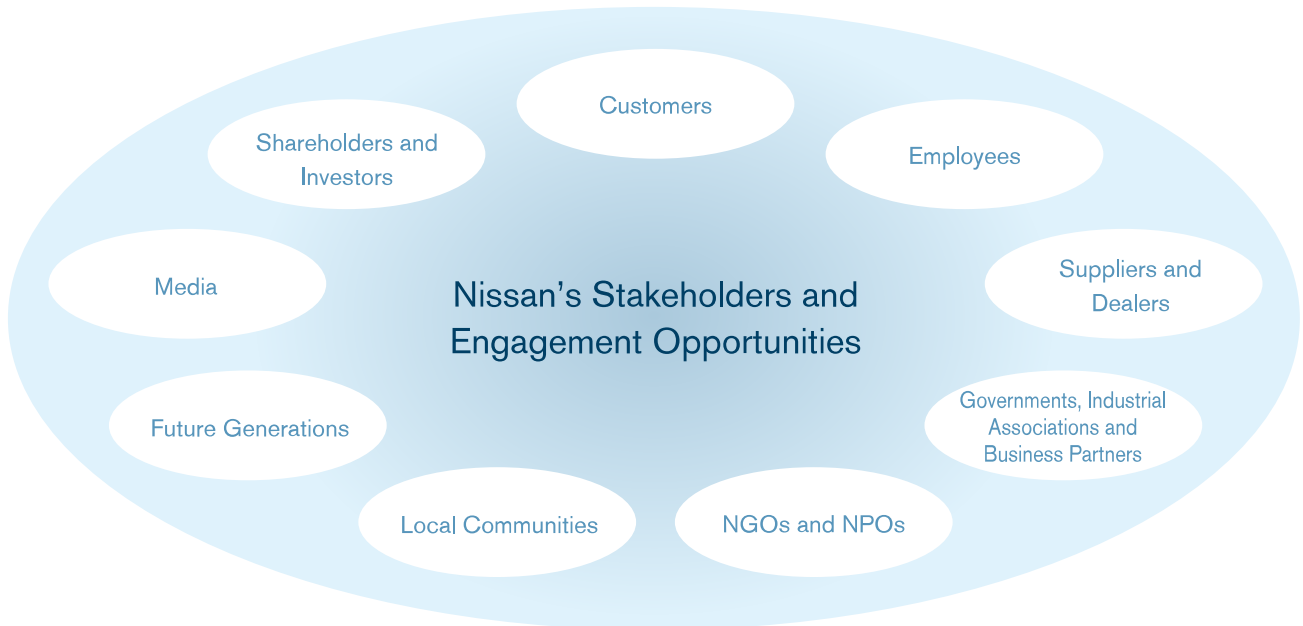 Customers
Shareholders and
Investors
Employees
Media
Suppliers and
Dealers
Nissan’s Stakeholders and
Engagement Opportunities
Future Generations
Governments, Industrial
Associations and
Business Partners
Local Communities
NGOs and NPOs